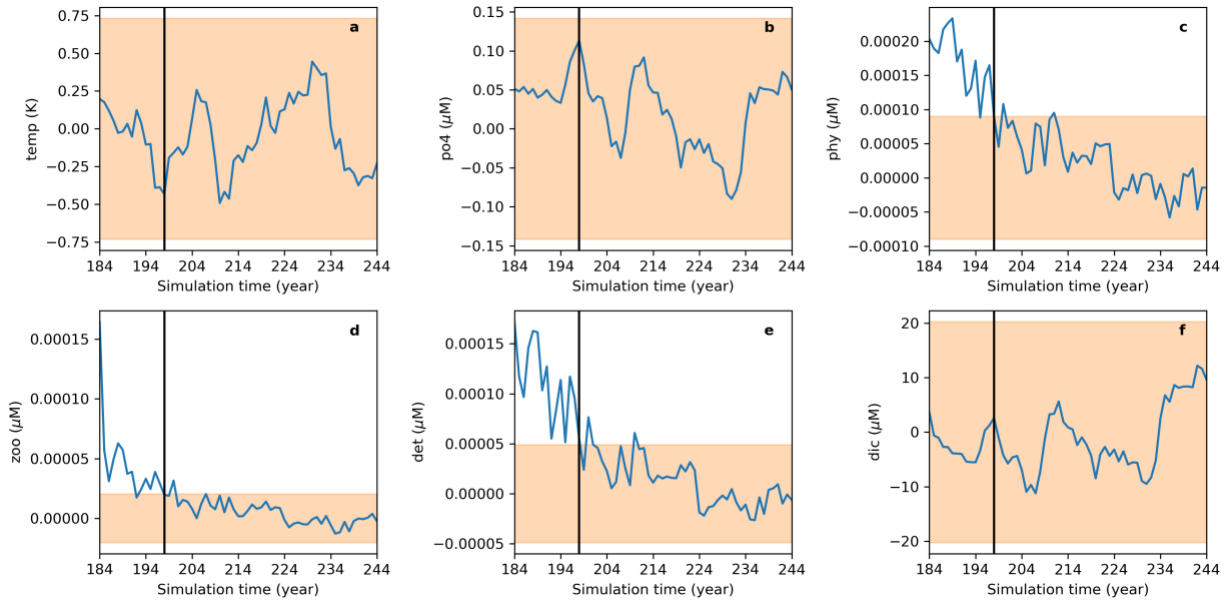 a
temp (K)
0.75
0.50
0.25
0.00
−0.25
−0.50
−0.75
184 194 204 214 224 234 244
Simulation time (year)
b
po4 (μM)
0.15
0.10
0.05
0.00
−0.05
−0.10
−0.15
184 194 204 214 224 234 244
Simulation time (year)
c
phy (μM)
0.00020
0.00015
0.00010
0.00005
0.00000
−0.00005
−0.00010
184 194 204 214 224 234 244
Simulation time (year)
d
zoo (μM)
0.00015
0.00010
0.00005
0.00000
184 194 204 214 224 234 244
Simulation time (year)
e
det (μM)
0.00015
0.00010
0.00005
0.00000
−0.00005
184 194 204 214 224 234 244
Simulation time (year)
f
dic (μM)
20
10
0
−10
−20
184 194 204 214 224 234 244
Simulation time (year)